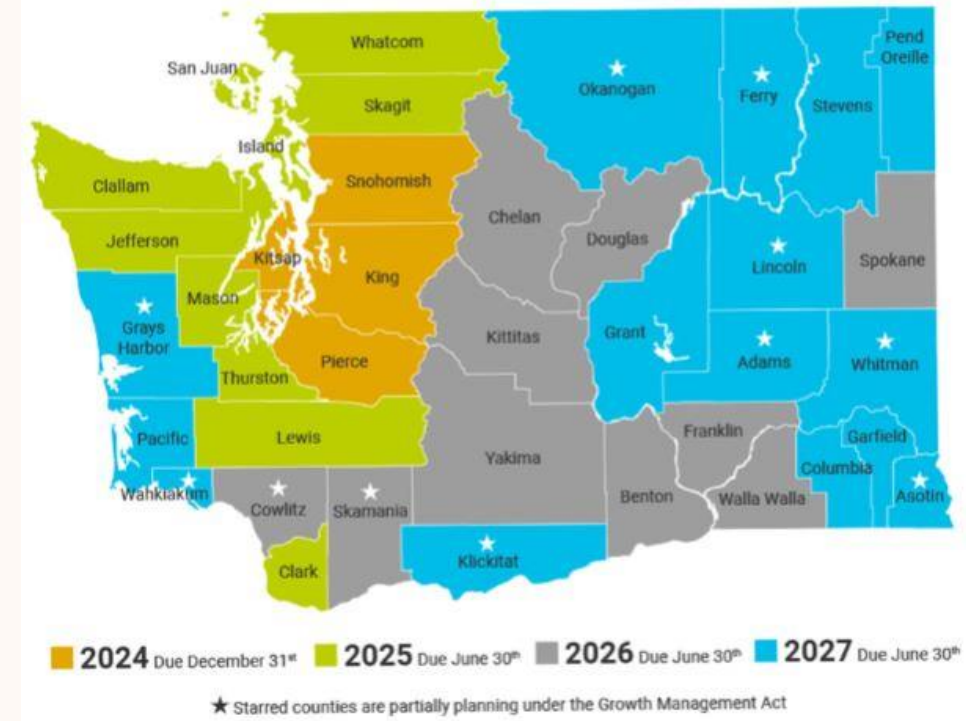 Whatcom
Pend
Oreille
San Juan
Okanogan
Ferry
Stevens
Skagit
Island
Clallam
Snohomish
Chelan
Jefferson
Douglas
Kitsap
King
Lincoln
Spokane
Mason
Grays
Harbor
Kittitas
Grant
Adams
Whitman
Pierce
Thurston
Pacific
Lewis
Franklin
Garfield
Yakima
Columbia
Wahkiakum
Cowlitz
Skamania
Benton
Walla Walla
Asotin
Clark
Klickitat
2024 Due December 31st 2025 Due June 30th 2026 Due June 30th 2027 Due June 30th
★ Starred counties are partially planning under the Growth Management Act